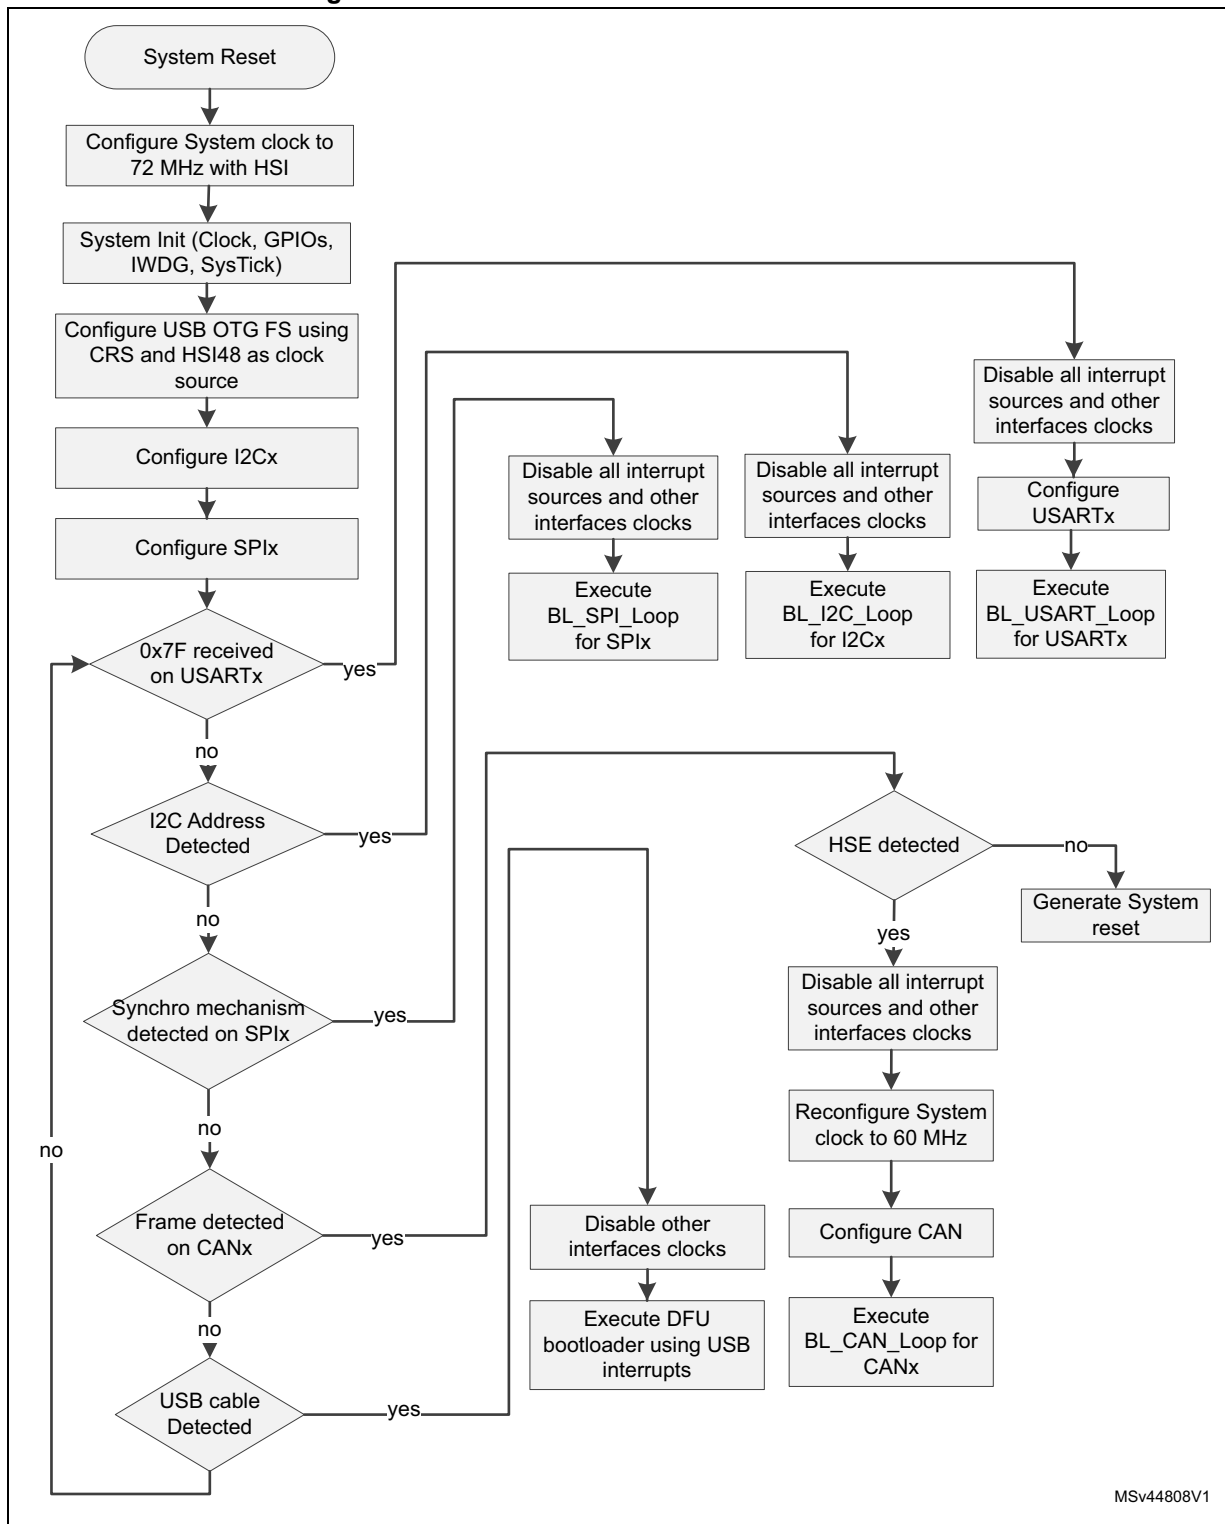 System Reset
Configure System clock to
72 MHz with HSI
System Init (Clock, GPIOs,
IWDG, SysTick)
Configure USB OTG FS using
CRS and HSI48 as clock
source
Configure I2Cx
Configure SPIx
0x7F received
on USARTx
yes
no
I2C Address
Detected
yes
no
Synchro mechanism
detected on SPIx
yes
no
Frame detected
on CANx
yes
no
USB cable
Detected
yes
no
Disable all interrupt
sources and other
interfaces clocks
Execute
BL_SPI_Loop
for SPIx
Disable all interrupt
sources and other
interfaces clocks
Execute
BL_I2C_Loop
for I2Cx
Disable all interrupt
sources and other
interfaces clocks
Configure
USARTx
Execute
BL_USART_Loop
for USARTx
HSE detected
no
Generate System
reset
yes
Disable all interrupt
sources and other
interfaces clocks
Reconfigure System
clock to 60 MHz
Configure CAN
Execute
BL_CAN_Loop for
CANx
Disable other
interfaces clocks
Execute DFU
bootloader using USB
interrupts
MSv44808V1